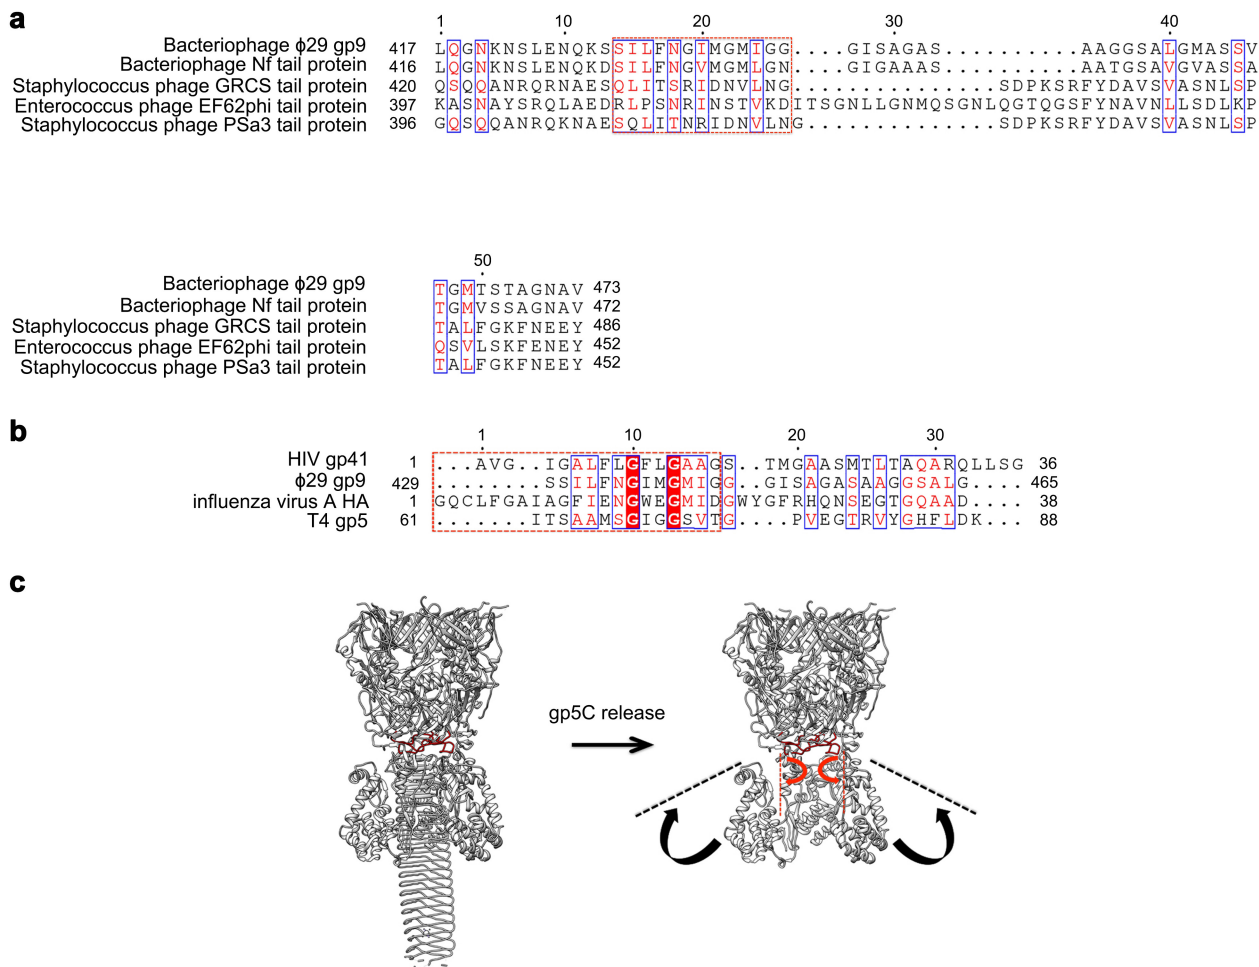 a
1 10 20 30 40
Bacteriophage ϕ29 gp9 417 LQGNKNSLENQKSSILFNGIMGMIGG....GISAGAS..........AAGGSALGMASSV
Bacteriophage Nf tail protein 416 LQGNKNSLENQKDSILFNGVMGMLGN....GIGAAAS..........AATGSAVGVASSA
Staphylococcus phage GRCS tail protein 420 QSQQANRQRNAESQLITSRIDNVLNG...............SDPKSRFYDAVSVASNLSP
Enterococcus phage EF62phi tail protein 397 KASNAYSRQLAEDRLPSNRINSTVKDITSGNLLGNMQSGNLQGTQGSFYNAVNLLSDLKP
Staphylococcus phage PSa3 tail protein 396 GQSQQANRQKNAESQLITNRIDNVLNG..............SDPKSRFYDAVSVASNLSP
50
Bacteriophage ϕ29 gp9 TGMTSTAGNAV 473
Bacteriophage Nf tail protein TGMVSSAGNAV 472
Staphylococcus phage GRCS tail protein TALFGKFNEEY 486
Enterococcus phage EF62phi tail protein QSVLSKFENEY 452
Staphylococcus phage PSa3 tail protein TALFGKFNEEY 452
b
1 10 20 30
HIV gp41 1 ...AVG..IGALFLGFLGAAGS..TMGAASMTLTAQARQLLSG 36
ϕ29 gp9 429 ........SSILFNGIMGMIGG..GISAGASAAGGSALG.... 465
influenza virus A HA 1 GQCLFGAIAGFIENGWEGMIDGWYGFRHQNSEGTGQAAD.... 38
T4 gp5 61 .......ITSAAMSGIGGSVTG....PVEGTRVYGHFLDK... 88
c
gp5C release